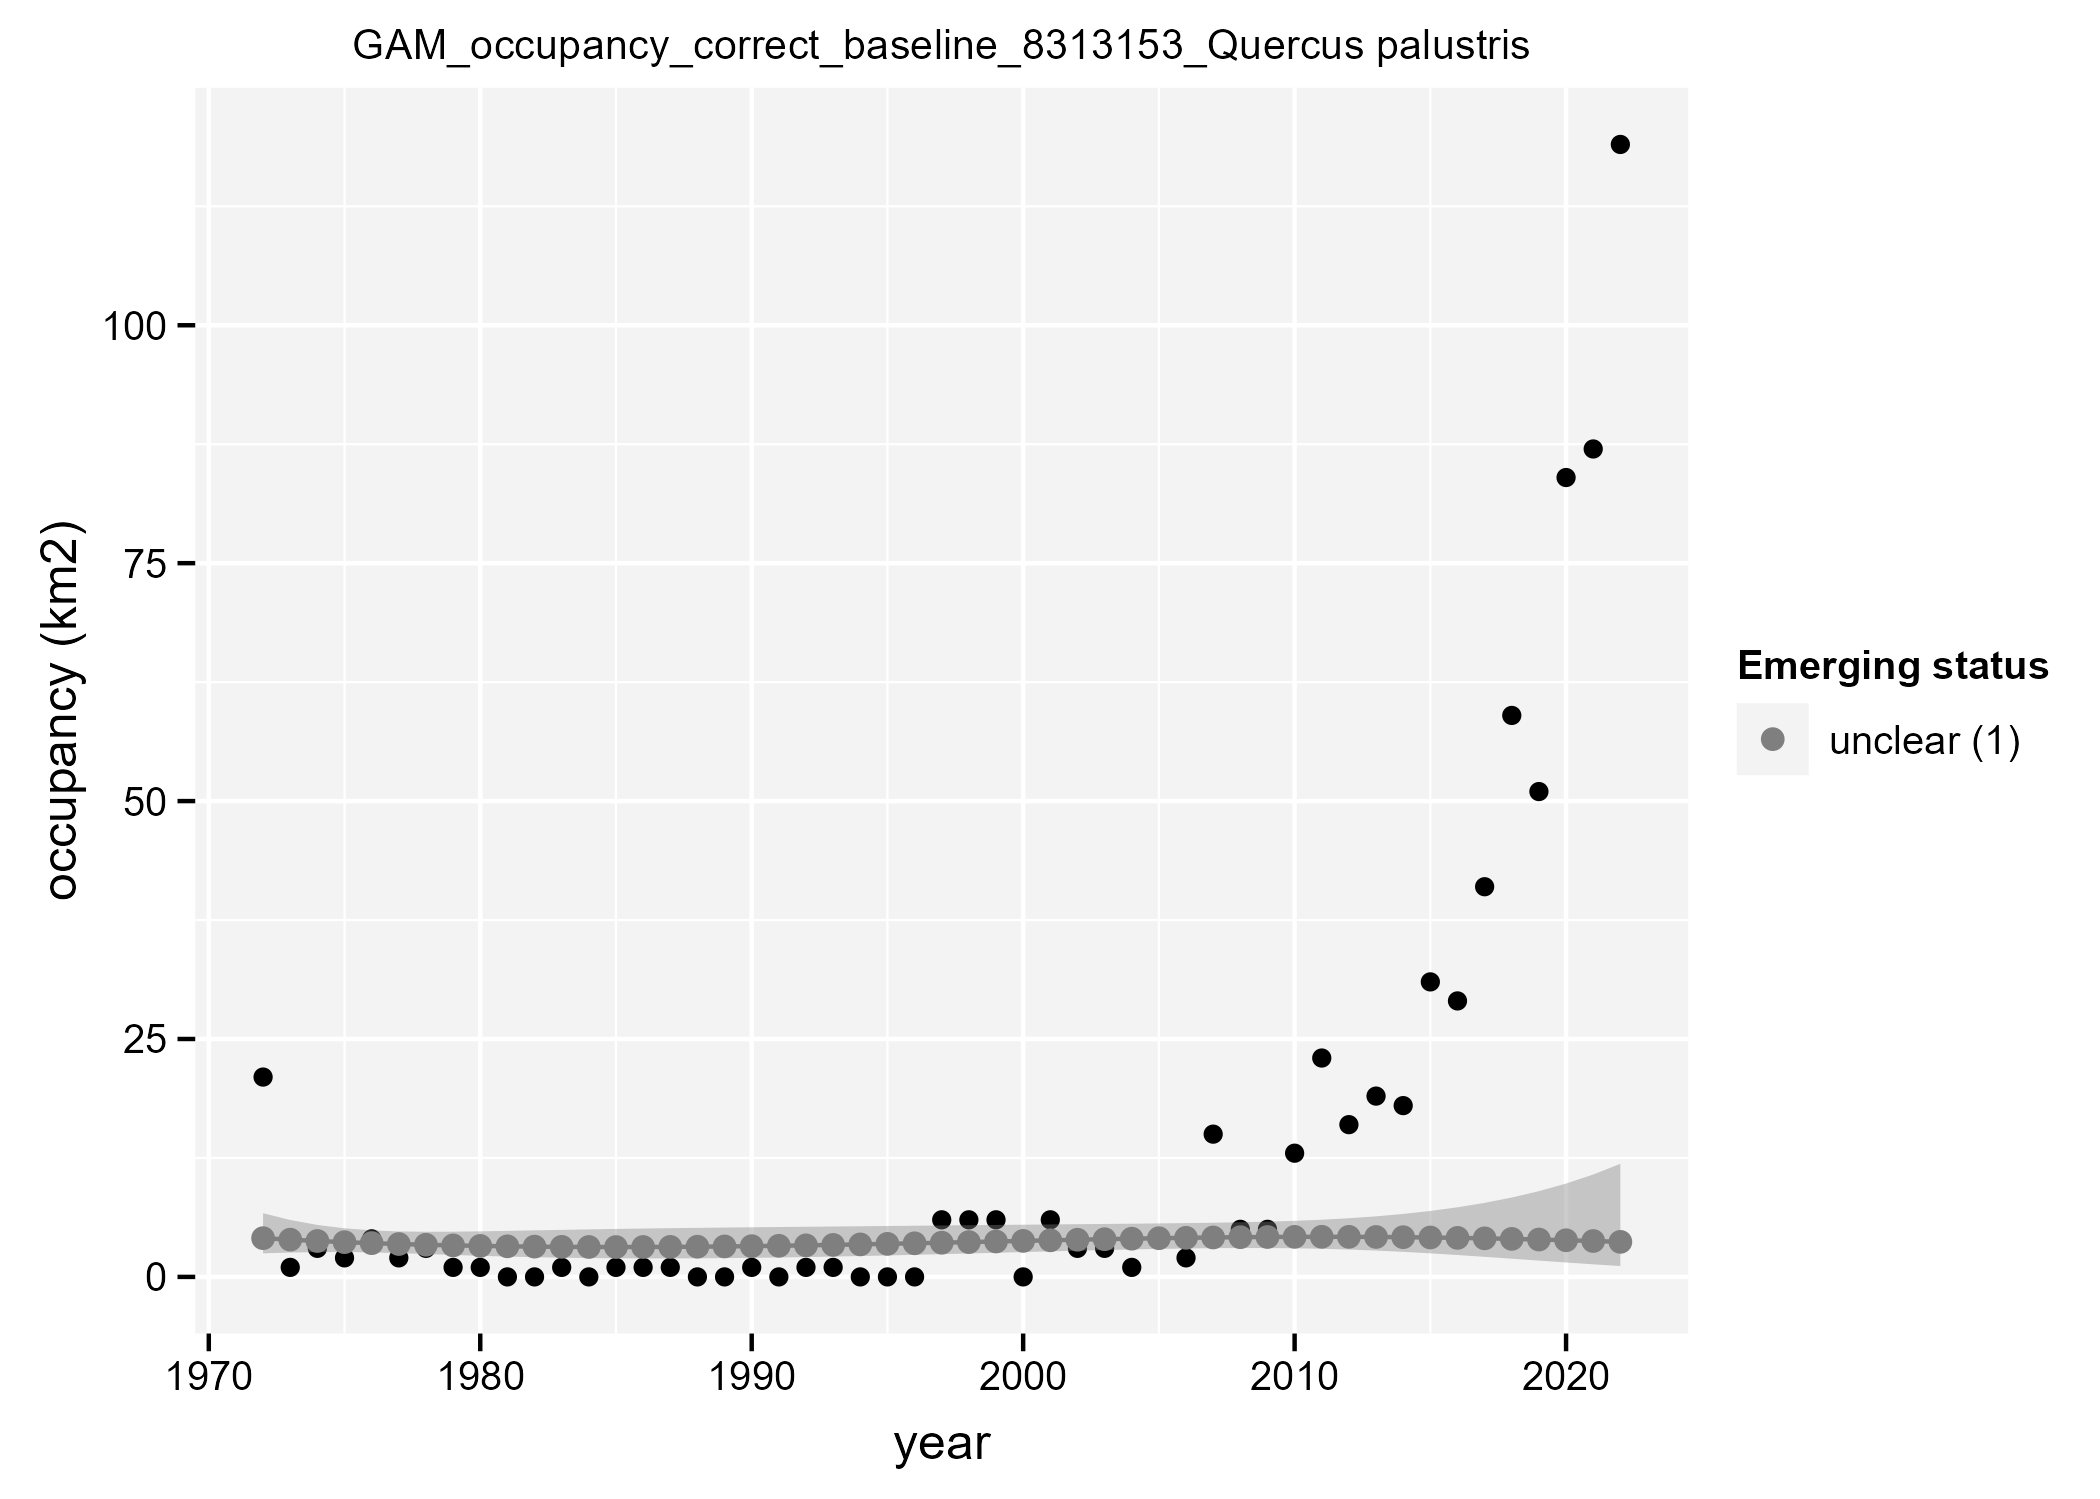 GAM_occupancy_correct_baseline_8313153_Quercus palustris
occupancy (km2)
100
75
50
25
0
1970 1980 1990 2000 2010 2020
year
Emerging status
unclear (1)